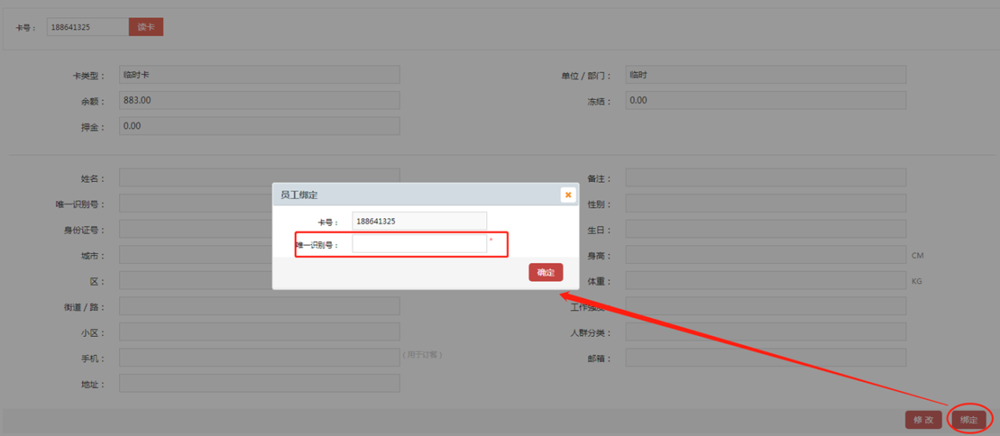 卡号： 188641325 读卡
卡类型： 临时卡 单位 / 部门： 临时
余额： 883.00 冻结： 0.00
押金： 0.00
姓名： 备注：
员工绑定
唯一识别号： 性别：
卡号： 188641325
身份证号： 生日：
唯一识别号： *
城市： 身高： CM
确定
区： 体重： KG
街道 / 路： 工作强度
小区： 人群分类：
手机： （用于订餐） 邮箱：
地址：
修 改 绑定